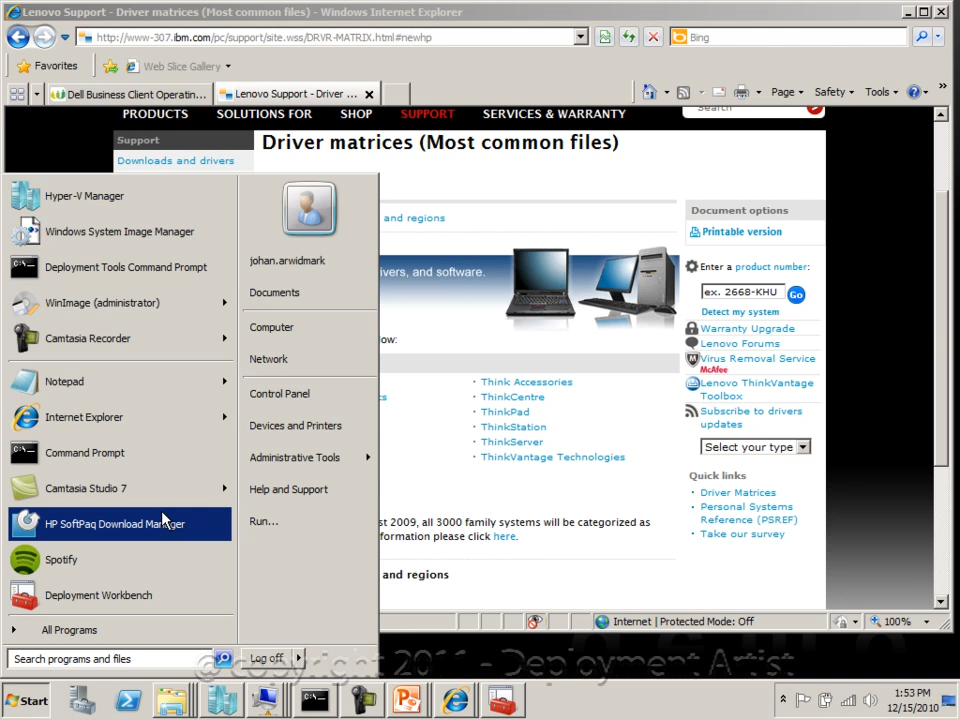 Lenovo Support - Driver matrices (Most common files) - Windows Internet Explorer
http://www-307.ibm.com/pc/support/site.wss/DRVR-MATRIX.html#newhp
Bing
Favorites
Web Slice Gallery
Dell Business Client Operatin...
Lenovo Support - Driver ...
Page
Safety
Tools
PRODUCTS
SOLUTIONS FOR
SHOP
SUPPORT
SERVICES & WARRANTY
Search
Support
Downloads and drivers
Driver matrices (Most common files)
and regions
ivers, and software.
ow:
cs
Think Accessories
ThinkCentre
ThinkPad
ThinkStation
ThinkServer
ThinkVantage Technologies
st 2009, all 3000 family systems will be categorized as
formation please click here.
and regions
Document options
Printable version
Enter a product number:
ex. 2668-KHU
Go
Detect my system
Warranty Upgrade
Lenovo Forums
Virus Removal Service
McAfee
Lenovo ThinkVantage
Toolbox
Subscribe to drivers
updates
Select your type
Quick links
Driver Matrices
Personal Systems
Reference (PSREF)
Take our survey
Hyper-V Manager
Windows System Image Manager
C:\_
Deployment Tools Command Prompt
WinImage (administrator)
Camtasia Recorder
Notepad
Internet Explorer
C:\_
Command Prompt
Camtasia Studio 7
HP SoftPaq Download Manager
Spotify
Deployment Workbench
All Programs
Search programs and files
johan.arwidmark
Documents
Computer
Network
Control Panel
Devices and Printers
Administrative Tools
Help and Support
Run...
Log off
Internet | Protected Mode: Off
100%
© copyright 2011 - Deployment Artist
Start
1:53 PM
12/15/2010